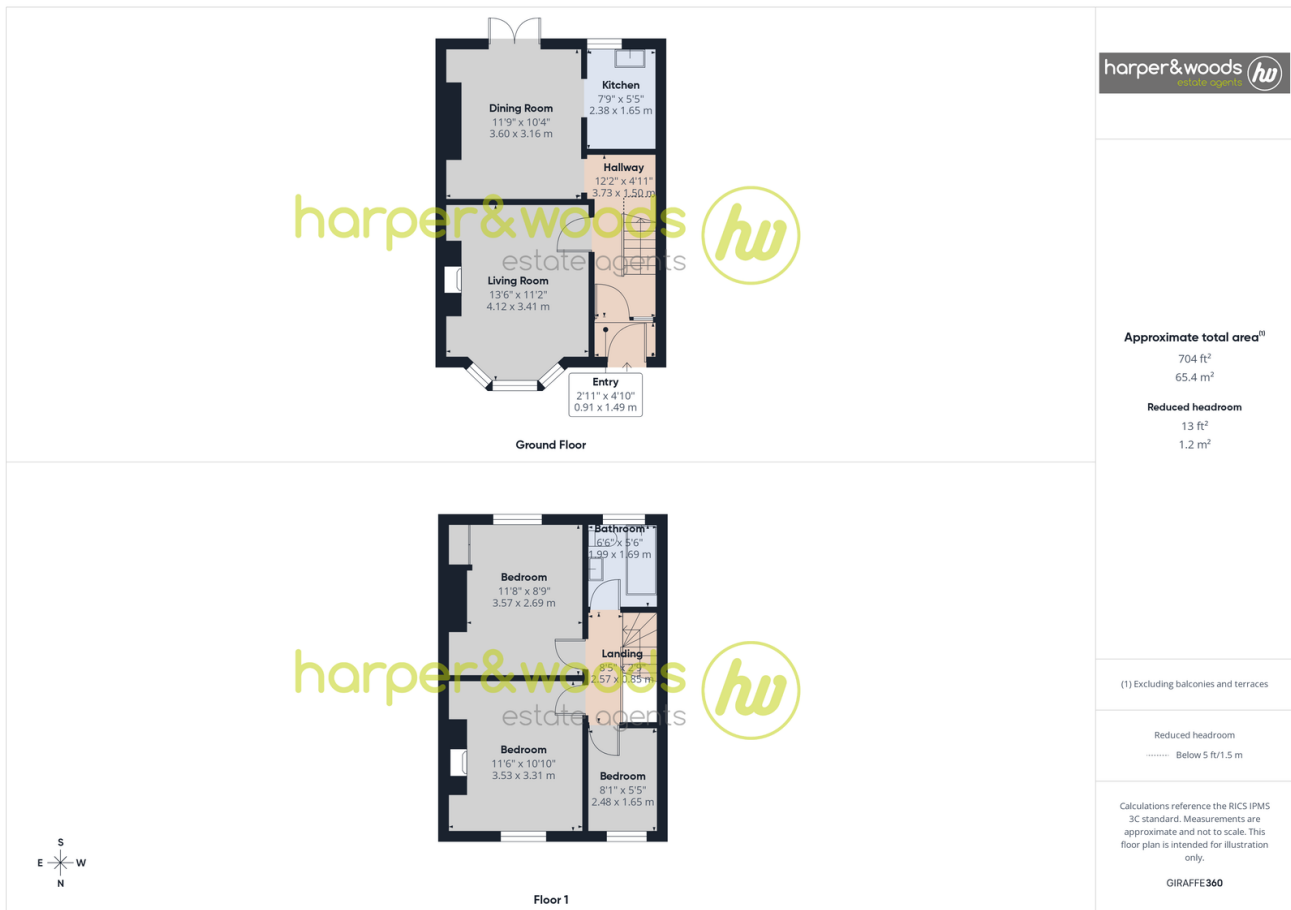 harper&woods
estate agents
hw
Dining Room
11'9" x 10'4"
3.60 x 3.16 m
Kitchen
7'9" x 5'5"
2.38 x 1.65 m
Hallway
12'2" x 4'11"
3.73 x 1.50 m
harper&woods
estate agents
hw
Living Room
13'6" x 11'2"
4.12 x 3.41 m
Entry
2'11" x 4'10"
0.91 x 1.49 m
Ground Floor
Bathroom
6'6" x 5'6"
1.99 x 1.69 m
Bedroom
11'8" x 8'9"
3.57 x 2.69 m
Landing
8'5" x 2'9"
2.57 x 0.85 m
harper&woods
estate agents
hw
Bedroom
11'6" x 10'10"
3.53 x 3.31 m
Bedroom
8'1" x 5'5"
2.48 x 1.65 m
S
E W
N
Floor 1
Approximate total area(1)
704 ft²
65.4 m²
Reduced headroom
13 ft²
1.2 m²
(1) Excluding balconies and terraces
Reduced headroom
Below 5 ft/1.5 m
Calculations reference the RICS IPMS
3C standard. Measurements are
approximate and not to scale. This
floor plan is intended for illustration
only.
GIRAFFE360